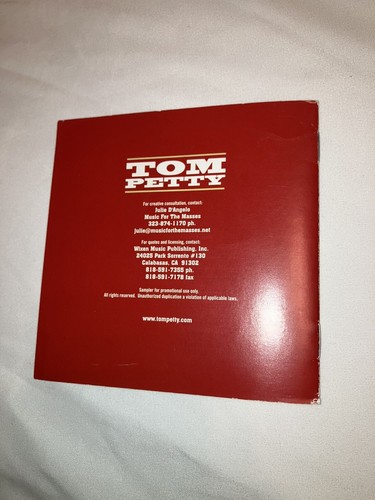 TOM
PETTY
For creative consultation, contact:
Julie D'Angelo
Music For The Masses
323-874-1170 ph.
julie@musicforthemasses.net
For quotes and licensing, contact:
Wixen Music Publishing, Inc.
24025 Park Sorrento #130
Calabasas, CA 91302
818-591-7355 ph.
818-591-7178 fax
Sampler for promotional use only.
All rights reserved. Unauthorized duplication a violation of applicable laws.
www.tompetty.com